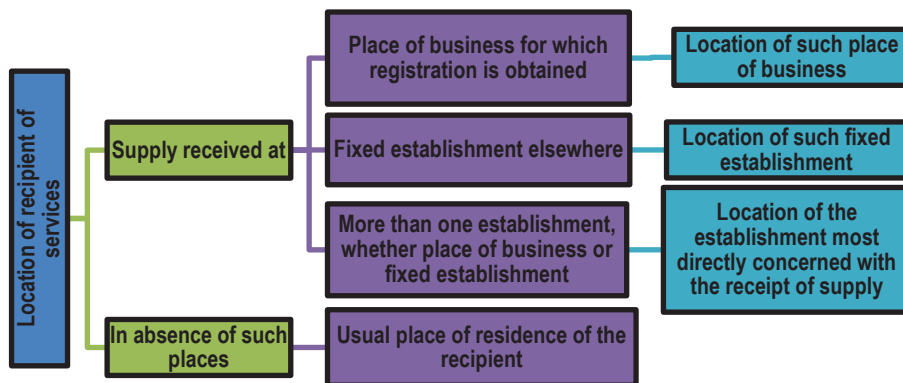 Location of recipient of
services
Supply received at
Place of business for which
registration is obtained
Location of such place
of business
Fixed establishment elsewhere
Location of such fixed
establishment
More than one establishment,
whether place of business or
fixed establishment
Location of the
establishment most
directly concerned with
the receipt of supply
In absence of such
places
Usual place of residence of the
recipient